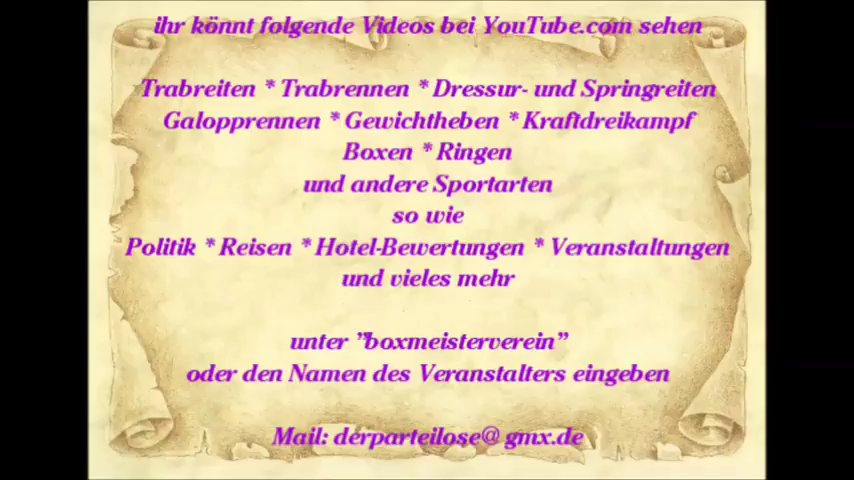 ihr könnt folgende Videos bei YouTube.com sehen
Trabreiten * Trabrennen * Dressur- und Springreiten
Galopprennen * Gewichtheben * Kraftdreikampf
Boxen * Ringen
und andere Sportarten
so wie
Politik * Reisen * Hotel-Bewertungen * Veranstaltungen
und vieles mehr
unter "boxmeisterverein"
oder den Namen des Veranstalters eingeben
Mail: derparteilose@gmx.de